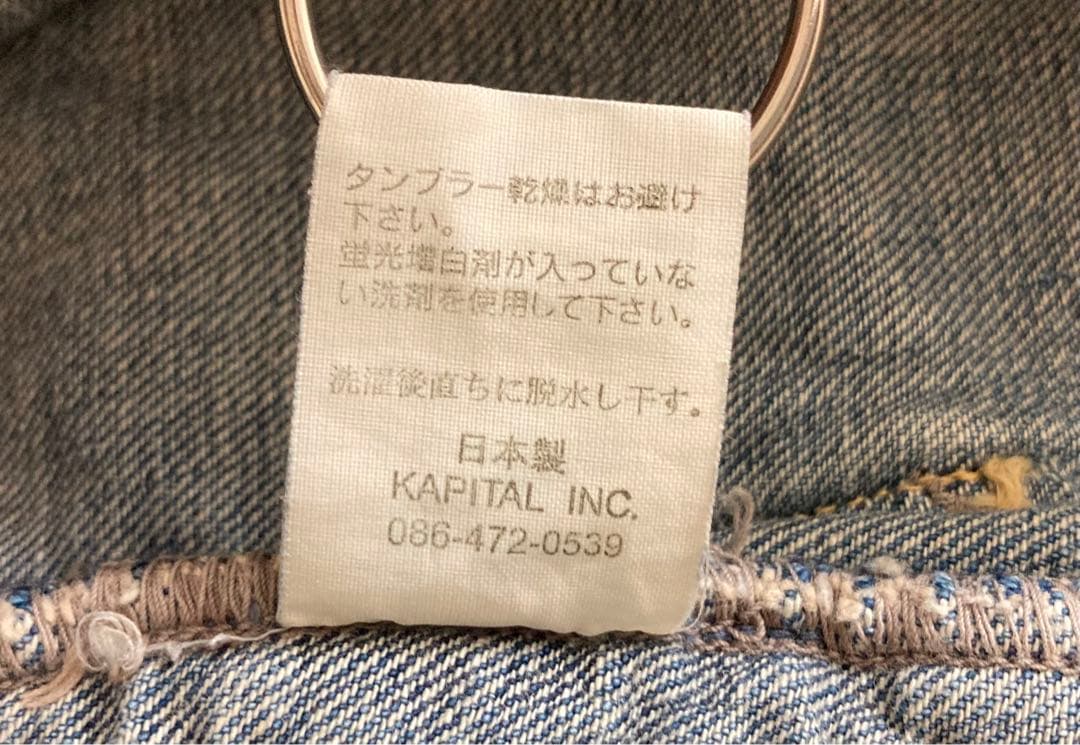 タンブラー乾燥はお避け
下さい。
蛍光増白剤が入っていな
い洗剤を使用して下さい。
洗濯後直ちに脱水し干す。
日本製
KAPITAL INC.
086-472-0539